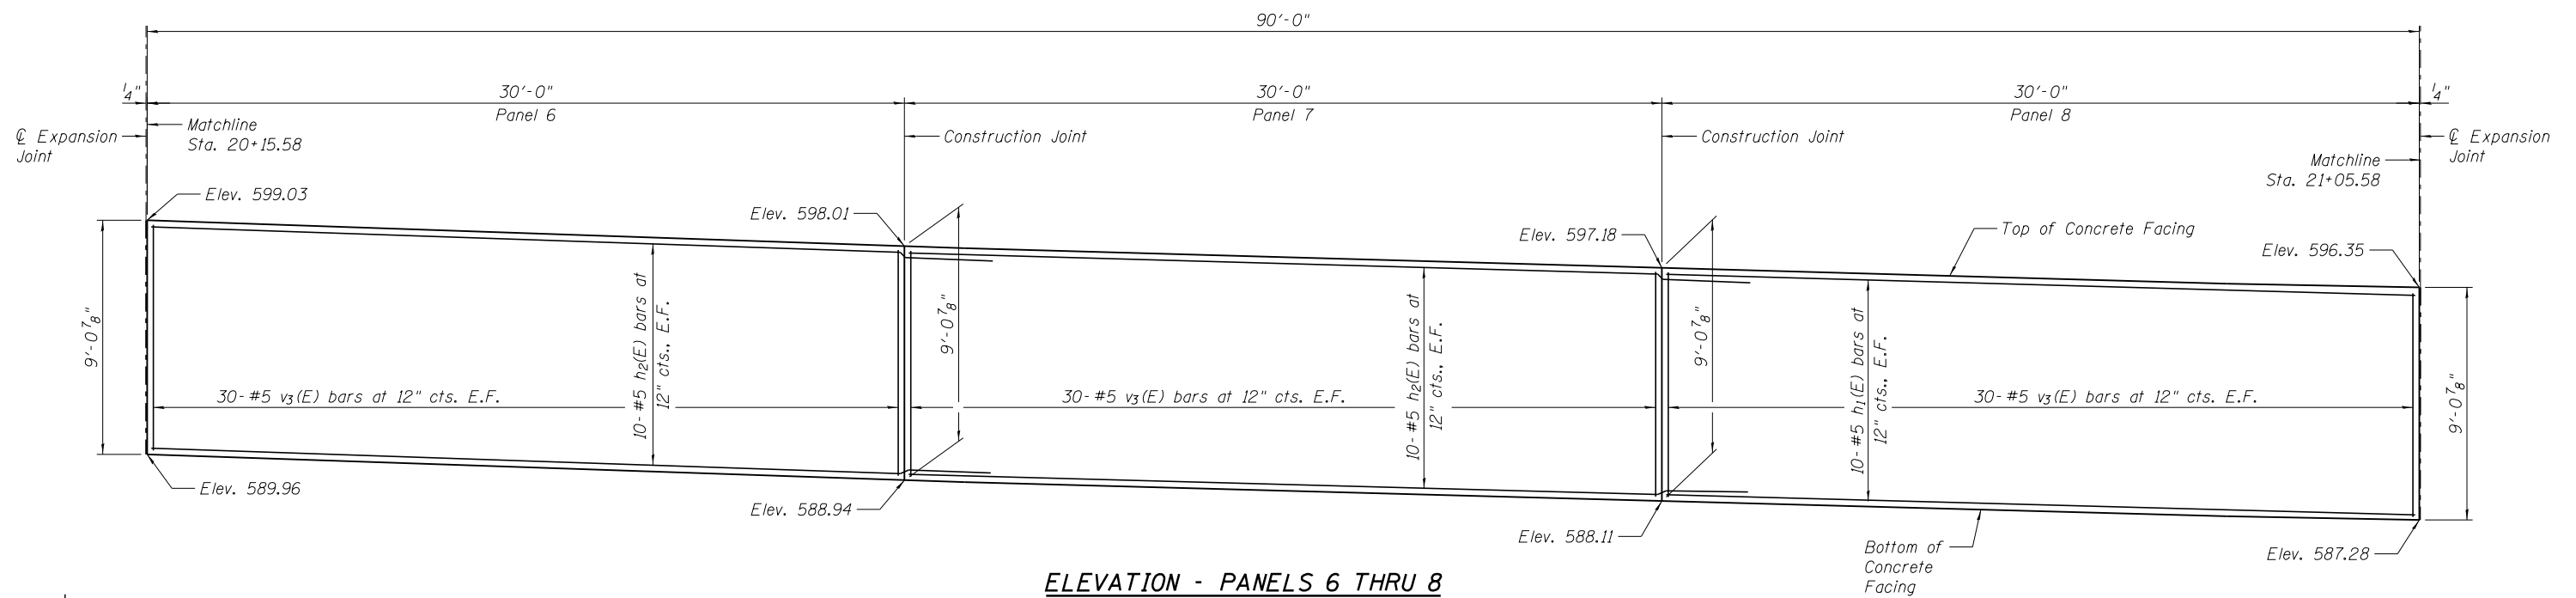 90'-0"
1/4"
30'-0"
30'-0"
30'-0"
1/4"
Panel 6
Panel 7
Panel 8
℄ Expansion
Joint
Matchline
Sta. 20+15.58
Construction Joint
Construction Joint
℄ Expansion
Joint
Matchline
Sta. 21+05.58
Elev. 599.03
Elev. 598.01
Elev. 597.18
Top of Concrete Facing
Elev. 596.35
9'-0 7/8"
10-#5 h2(E) bars at
12" cts., E.F.
9'-0 7/8"
10-#5 h2(E) bars at
12" cts., E.F.
9'-0 7/8"
10-#5 h1(E) bars at
12" cts., E.F.
9'-0 7/8"
30-#5 v3(E) bars at 12" cts. E.F.
30-#5 v3(E) bars at 12" cts. E.F.
30-#5 v3(E) bars at 12" cts. E.F.
Elev. 589.96
Elev. 588.94
Elev. 588.11
Bottom of
Concrete
Facing
Elev. 587.28
ELEVATION - PANELS 6 THRU 8